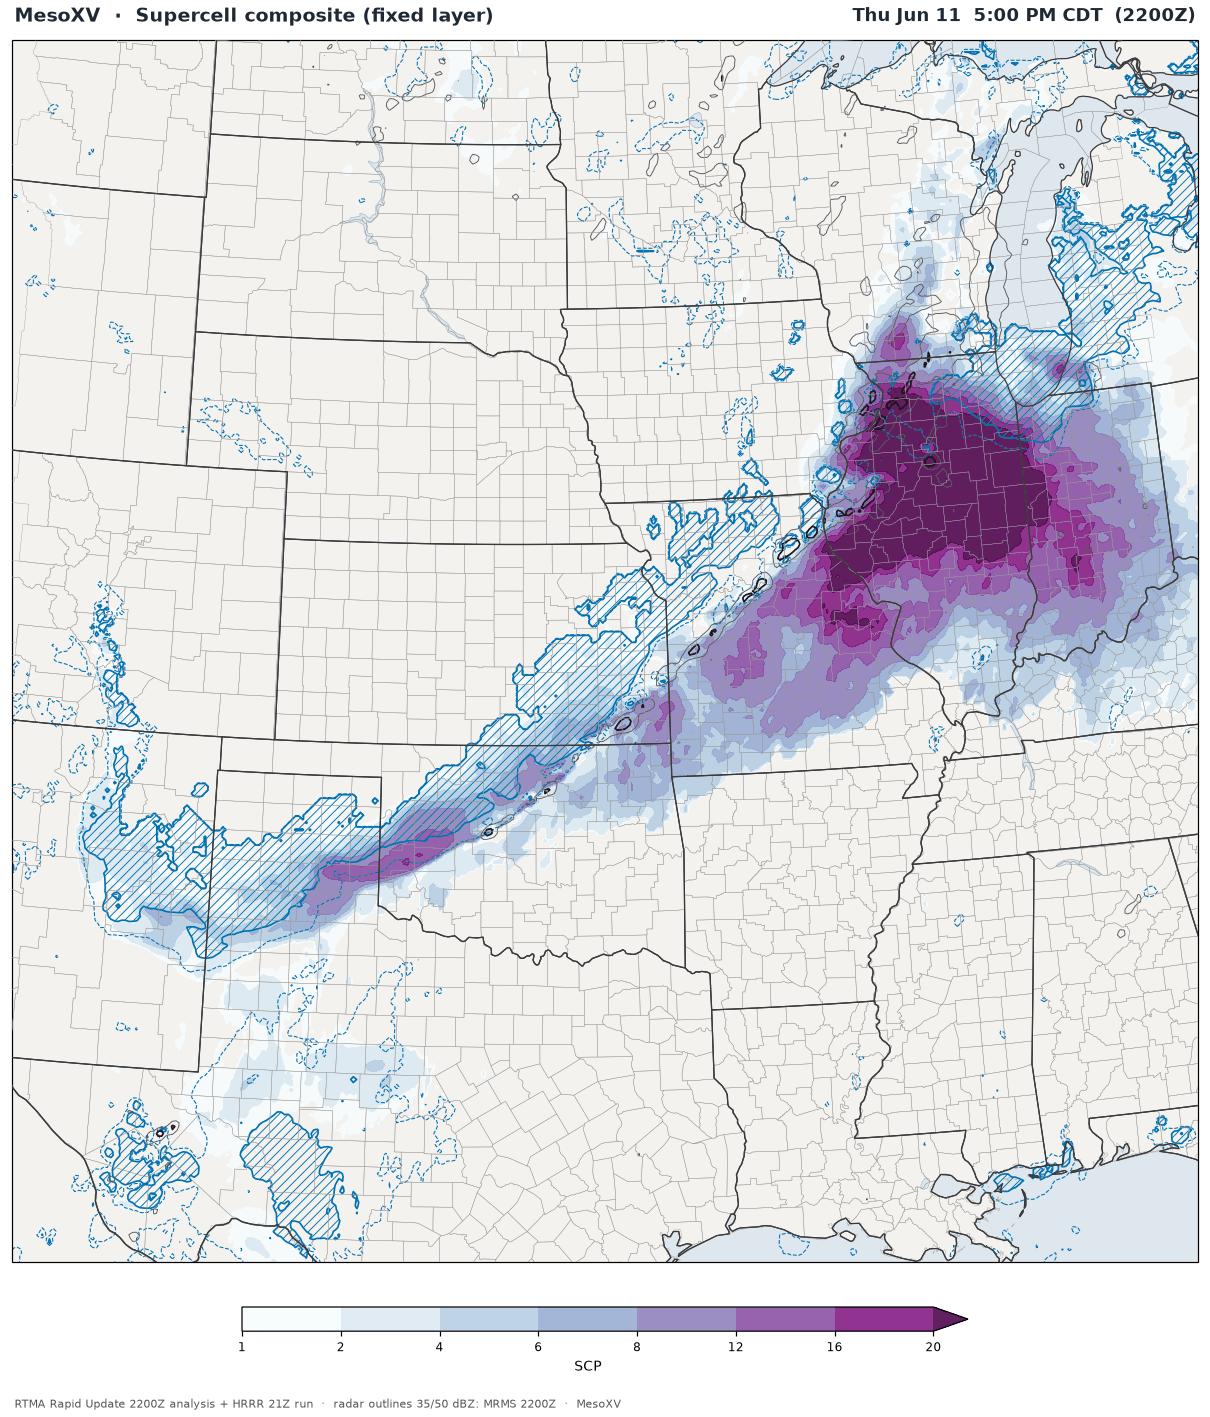 MesoXV · Supercell composite (fixed layer)
Thu Jun 11 5:00 PM CDT (2200Z)
1 2 4 6 8 12 16 20
SCP
RTMA Rapid Update 2200Z analysis + HRRR 21Z run · radar outlines 35/50 dBZ: MRMS 2200Z · MesoXV